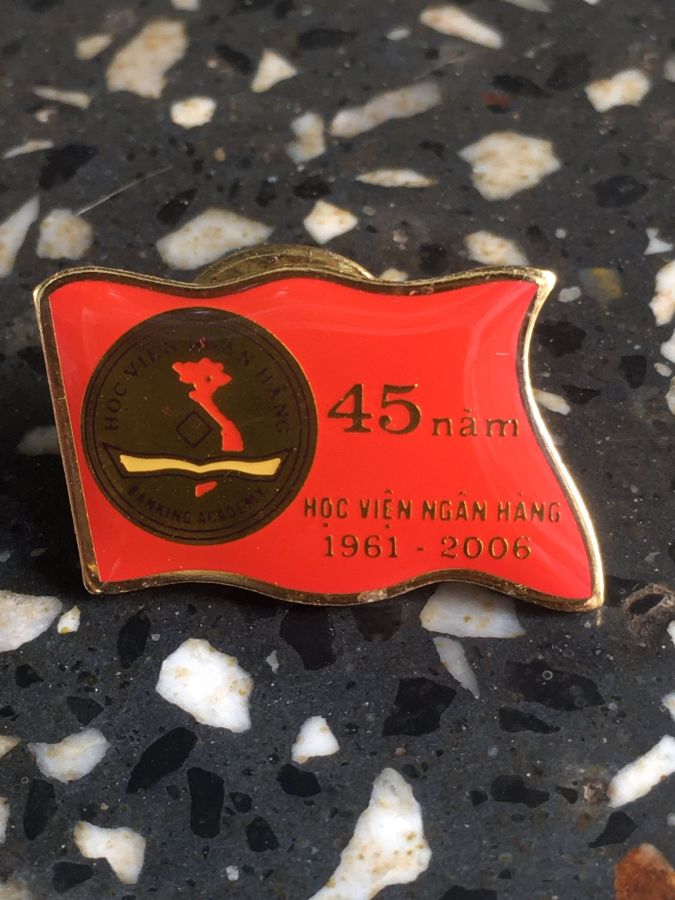 HỌC VIỆN NGÂN HÀNG
BANKING ACADEMY
45 năm
HỌC VIỆN NGÂN HÀNG
1961 - 2006